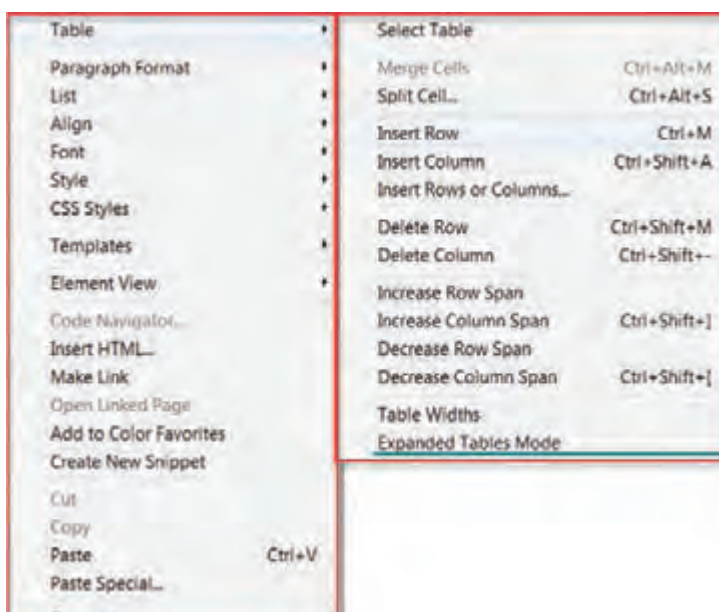 Table
Paragraph Format
List
Align
Font
Style
CSS Styles
Templates
Element View
Code Navigator...
Insert HTML...
Make Link
Open Linked Page
Add to Color Favorites
Create New Snippet
Cut
Copy
Paste Ctrl+V
Paste Special...
Select Table
Merge Cells Ctrl+Alt+M
Split Cell... Ctrl+Alt+S
Insert Row Ctrl+M
Insert Column Ctrl+Shift+A
Insert Rows or Columns...
Delete Row Ctrl+Shift+M
Delete Column Ctrl+Shift+-
Increase Row Span
Increase Column Span Ctrl+Shift+]
Decrease Row Span
Decrease Column Span Ctrl+Shift+[
Table Widths
Expanded Tables Mode